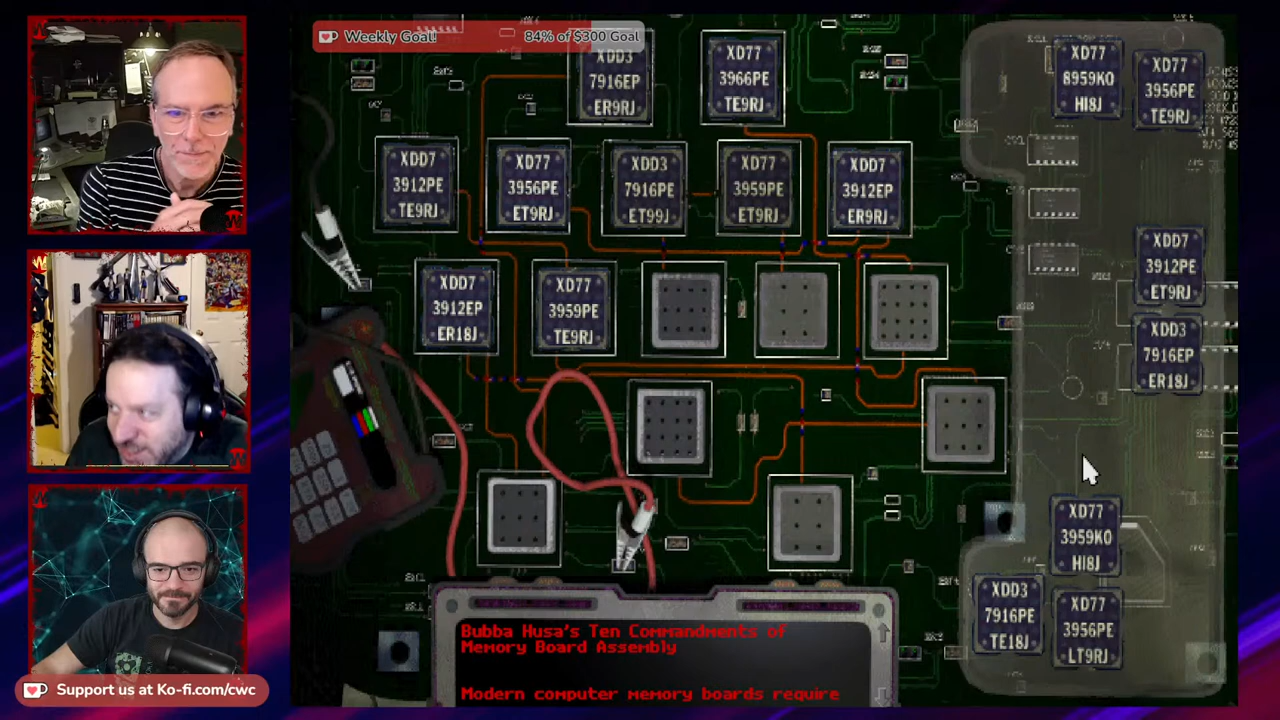 Weekly Goal!
84% of $300 Goal
XDD3
7916EP
ER9RJ
XD77
3966PE
TE9RJ
XD77
8959KO
HI8J
XD77
3956PE
TE9RJ
XDD7
3912PE
TE9RJ
XD77
3956PE
ET9RJ
XDD3
7916PE
ET99J
XD77
3959PE
ET9RJ
XDD7
3912EP
ER9RJ
XDD7
3912PE
ET9RJ
XDD7
3912EP
ER18J
XD77
3959PE
TE9RJ
XDD3
7916EP
ER18J
XD77
3959KO
HI8J
XDD3
7916PE
TE18J
XD77
3956PE
LT9RJ
Bubba Husa's Ten Commandments of
Memory Board Assembly
Modern computer memory boards require
Support us at Ko-fi.com/cwc